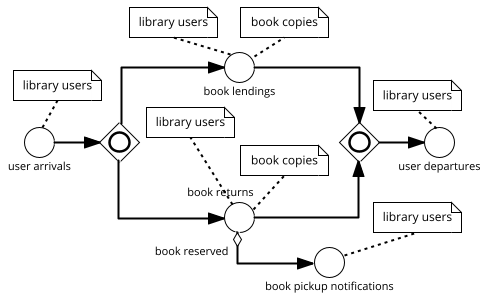 library users
book copies
library users
book lendings
library users
library users
book copies
user arrivals
user departures
book returns
library users
book reserved
book pickup notifications